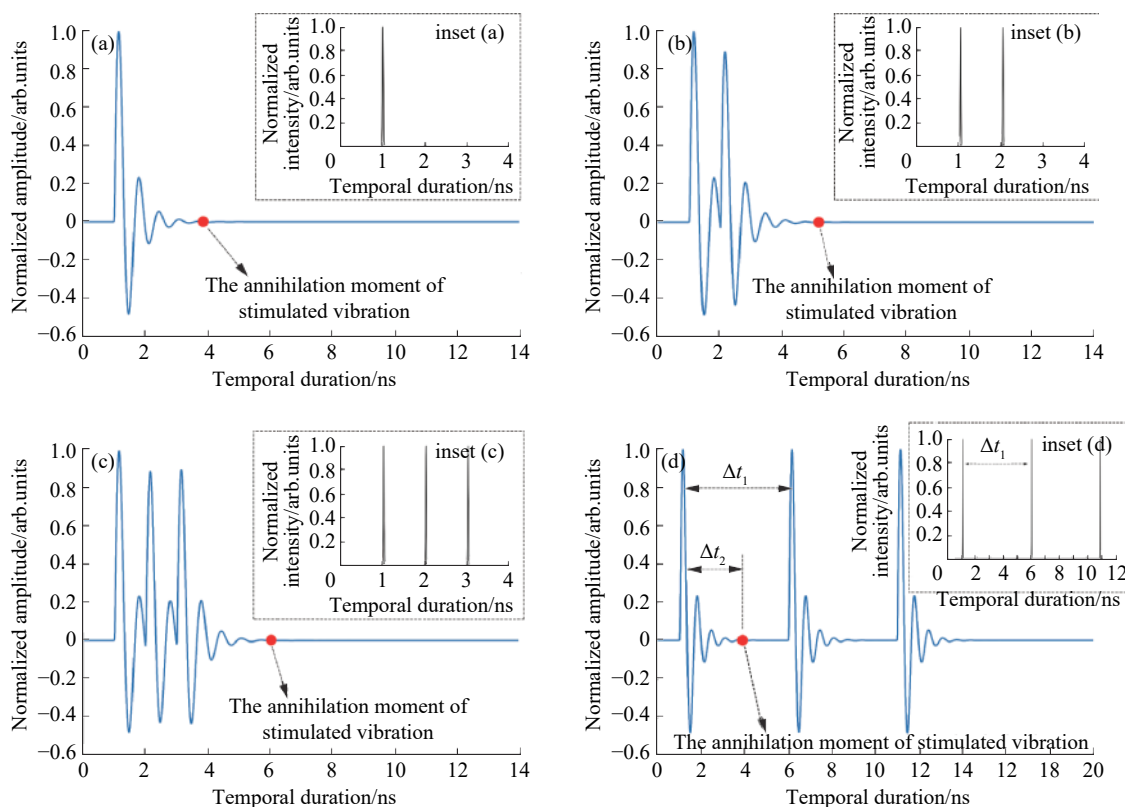 (a)
Normalized amplitude/arb.units
1.0
0.8
0.6
0.4
0.2
0
−0.2
−0.4
−0.6
0 2 4 6 8 10 12 14
Temporal duration/ns
The annihilation moment of
stimulated vibration
inset (a)
Normalized
intensity/arb.units
1.0
0.8
0.6
0.4
0.2
0 1 2 3 4
Temporal duration/ns
(b)
Normalized amplitude/arb.units
1.0
0.8
0.6
0.4
0.2
0
−0.2
−0.4
−0.6
0 2 4 6 8 10 12 14
Temporal duration/ns
The annihilation moment of
stimulated vibration
inset (b)
Normalized
intensity/arb.units
1.0
0.8
0.6
0.4
0.2
0 1 2 3 4
Temporal duration/ns
(c)
Normalized amplitude/arb.units
1.0
0.8
0.6
0.4
0.2
0
−0.2
−0.4
−0.6
0 2 4 6 8 10 12 14
Temporal duration/ns
The annihilation moment of
stimulated vibration
inset (c)
Normalized
intensity/arb.units
1.0
0.8
0.6
0.4
0.2
0 1 2 3 4
Temporal duration/ns
(d)
Normalized amplitude/arb.units
1.0
0.8
0.6
0.4
0.2
0
−0.2
−0.4
−0.6
0 2 4 6 8 10 12 14 16 18 20
Temporal duration/ns
Δt₁
Δt₂
The annihilation moment of stimulated vibration
inset (d)
Δt₁
Normalized
intensity/arb.units
1.0
0.8
0.6
0.4
0.2
0 2 4 6 8 10 12
Temporal duration/ns